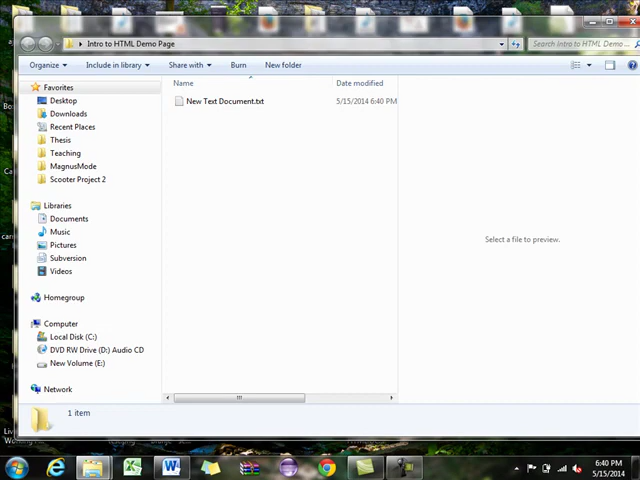 Intro to HTML Demo Page
Search Intro to HTML Demo ...
Organize
Include in library
Share with
Burn
New folder
Name
Date modified
Favorites
New Text Document.txt
5/15/2014 6:40 PM
Desktop
Downloads
Recent Places
Thesis
Teaching
MagnusMode
Scooter Project 2
Libraries
Documents
Music
Pictures
Subversion
Videos
Select a file to preview.
Homegroup
Computer
Local Disk (C:)
DVD RW Drive (D:) Audio CD
New Volume (E:)
Network
1 item
6:40 PM
5/15/2014